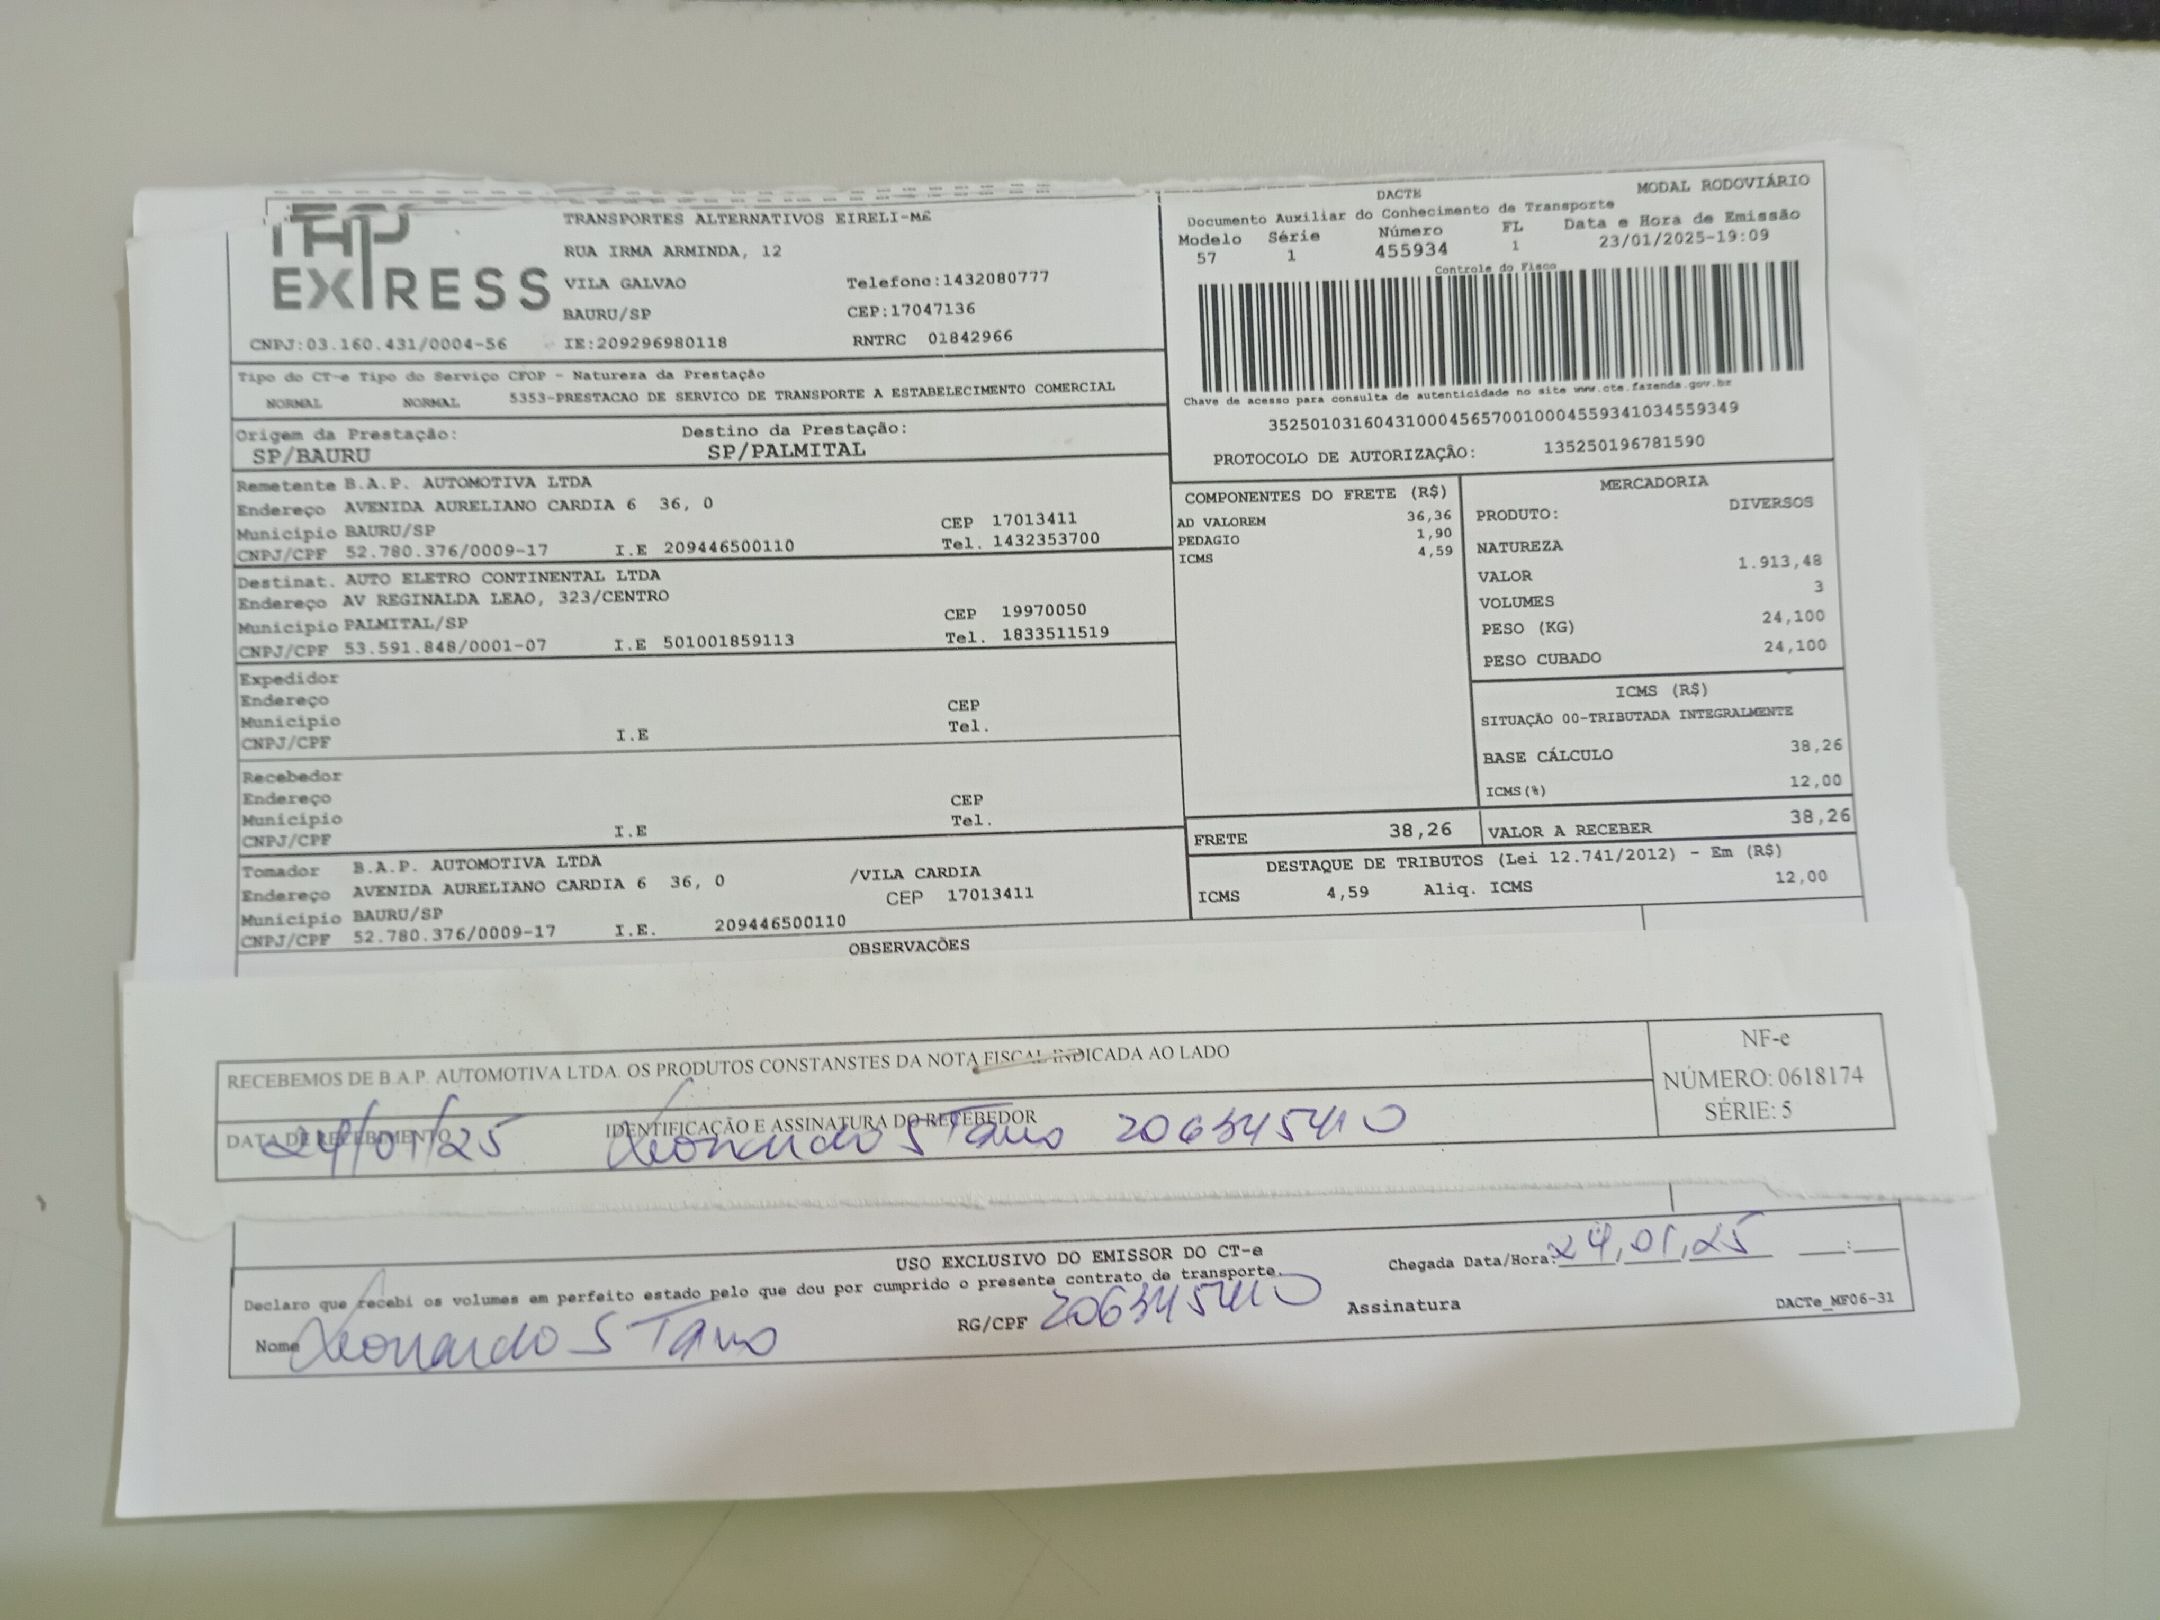 TAP EXPRESS
TRANSPORTES ALTERNATIVOS EIRELI-ME
RUA IRMA ARMINDA, 12
VILA GALVAO Telefone:1432080777
BAURU/SP CEP:17047136
CNPJ:03.160.431/0004-56 IE:209296980118 RNTRC 01842966
DACTE MODAL RODOVIÁRIO
Documento Auxiliar do Conhecimento de Transporte
Modelo Série Número FL Data e Hora de Emissão
57 1 455934 1 23/01/2025-19:09
Controle do Fisco
Chave de acesso para consulta de autenticidade no site www.cte.fazenda.gov.br
35250103160431000456570010004559341034559349
PROTOCOLO DE AUTORIZAÇÃO: 135250196781590
Tipo do CT-e Tipo do Serviço CFOP - Natureza da Prestação
NORMAL NORMAL 5353-PRESTACAO DE SERVICO DE TRANSPORTE A ESTABELECIMENTO COMERCIAL
Origem da Prestação: Destino da Prestação:
SP/BAURU SP/PALMITAL
Remetente B.A.P. AUTOMOTIVA LTDA
Endereço AVENIDA AURELIANO CARDIA 6 36, 0
Município BAURU/SP CEP 17013411
CNPJ/CPF 52.780.376/0009-17 I.E 209446500110 Tel. 1432353700
Destinat. AUTO ELETRO CONTINENTAL LTDA
Endereço AV REGINALDA LEAO, 323/CENTRO
Município PALMITAL/SP CEP 19970050
CNPJ/CPF 53.591.848/0001-07 I.E 501001859113 Tel. 1833511519
Expedidor
Endereço
Município CEP
CNPJ/CPF I.E Tel.
Recebedor
Endereço
Município CEP
CNPJ/CPF I.E Tel.
Tomador B.A.P. AUTOMOTIVA LTDA
Endereço AVENIDA AURELIANO CARDIA 6 36, 0 /VILA CARDIA
Município BAURU/SP CEP 17013411
CNPJ/CPF 52.780.376/0009-17 I.E. 209446500110
COMPONENTES DO FRETE (R$)
AD VALOREM 36,36
PEDAGIO 1,90
ICMS 4,59
MERCADORIA
PRODUTO: DIVERSOS
NATUREZA
VALOR 1.913,48
VOLUMES 3
PESO (KG) 24,100
PESO CUBADO 24,100
ICMS (R$)
SITUAÇÃO 00-TRIBUTADA INTEGRALMENTE
BASE CÁLCULO 38,26
ICMS(%) 12,00
FRETE 38,26 VALOR A RECEBER 38,26
DESTAQUE DE TRIBUTOS (Lei 12.741/2012) - Em (R$)
ICMS 4,59 Aliq. ICMS 12,00
OBSERVAÇÕES
RECEBEMOS DE B.A.P. AUTOMOTIVA LTDA. OS PRODUTOS CONSTANSTES DA NOTA FISCAL INDICADA AO LADO
NF-e
NÚMERO: 0618174
SÉRIE: 5
DATA DE RECEBIMENTO IDENTIFICAÇÃO E ASSINATURA DO RECEBEDOR
24/01/25 Leonardo S
USO EXCLUSIVO DO EMISSOR DO CT-e
Declaro que recebi os volumes em perfeito estado pelo que dou por cumprido o presente contrato de transporte.
Chegada Data/Hora: 24,01,25 :
Nome Leonardo S RG/CPF Assinatura
DACTe_MF06-31